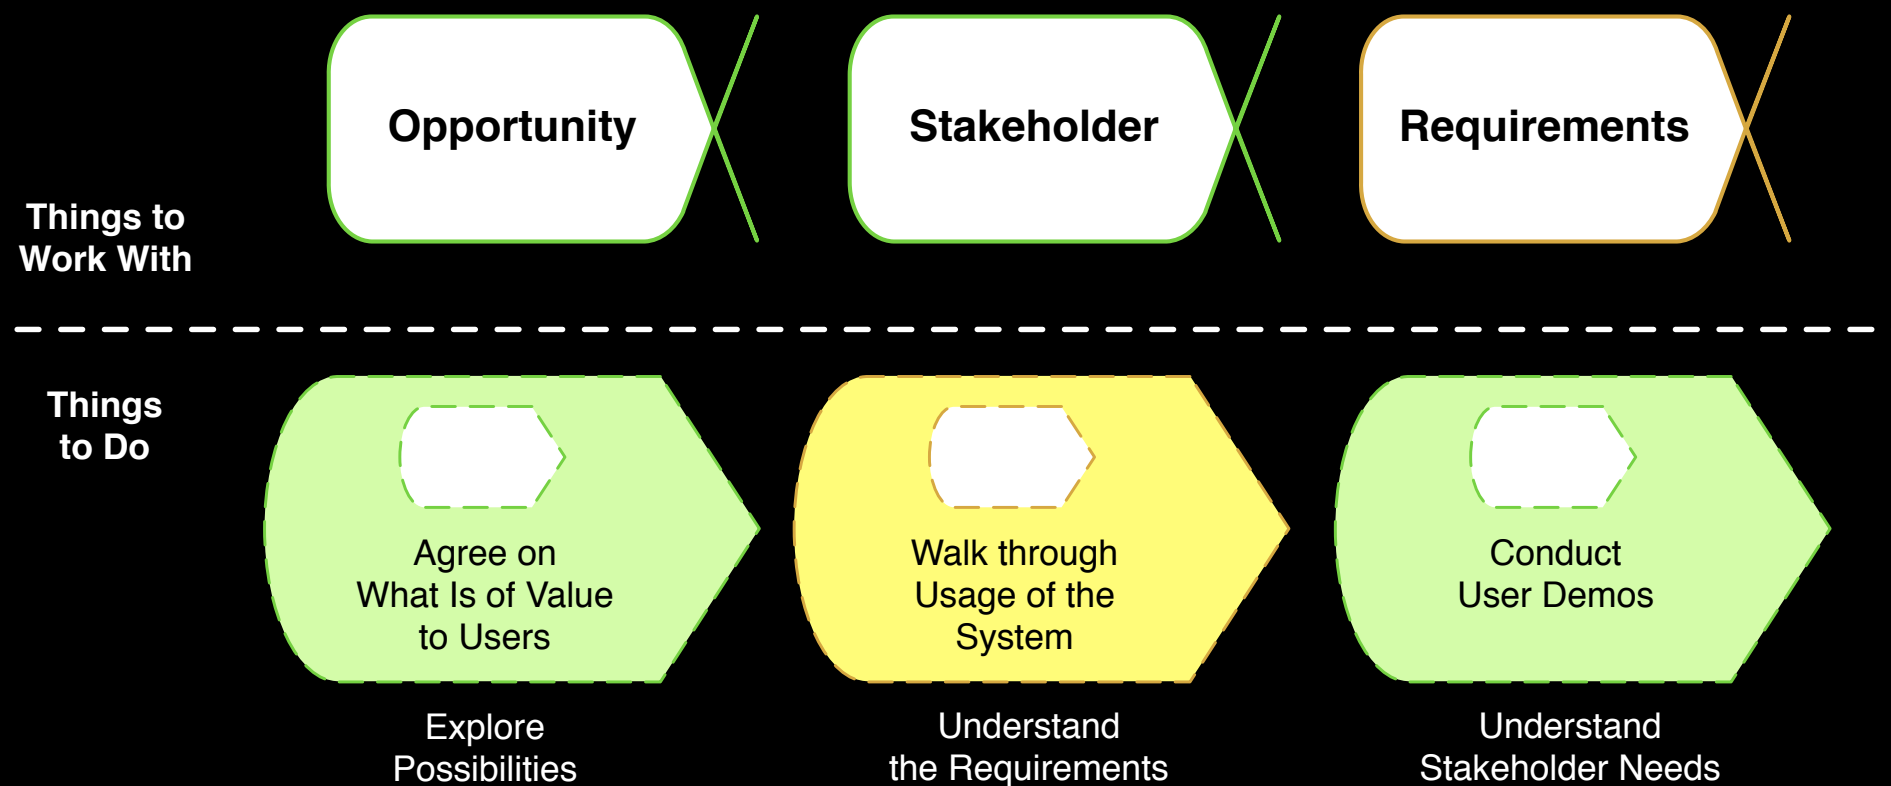 Opportunity
Stakeholder
Requirements
Things to
Work With
Things
to Do
Agree on
What Is of Value
to Users
Walk through
Usage of the
System
Conduct
User Demos
Explore
Possibilities
Understand
the Requirements
Understand
Stakeholder Needs